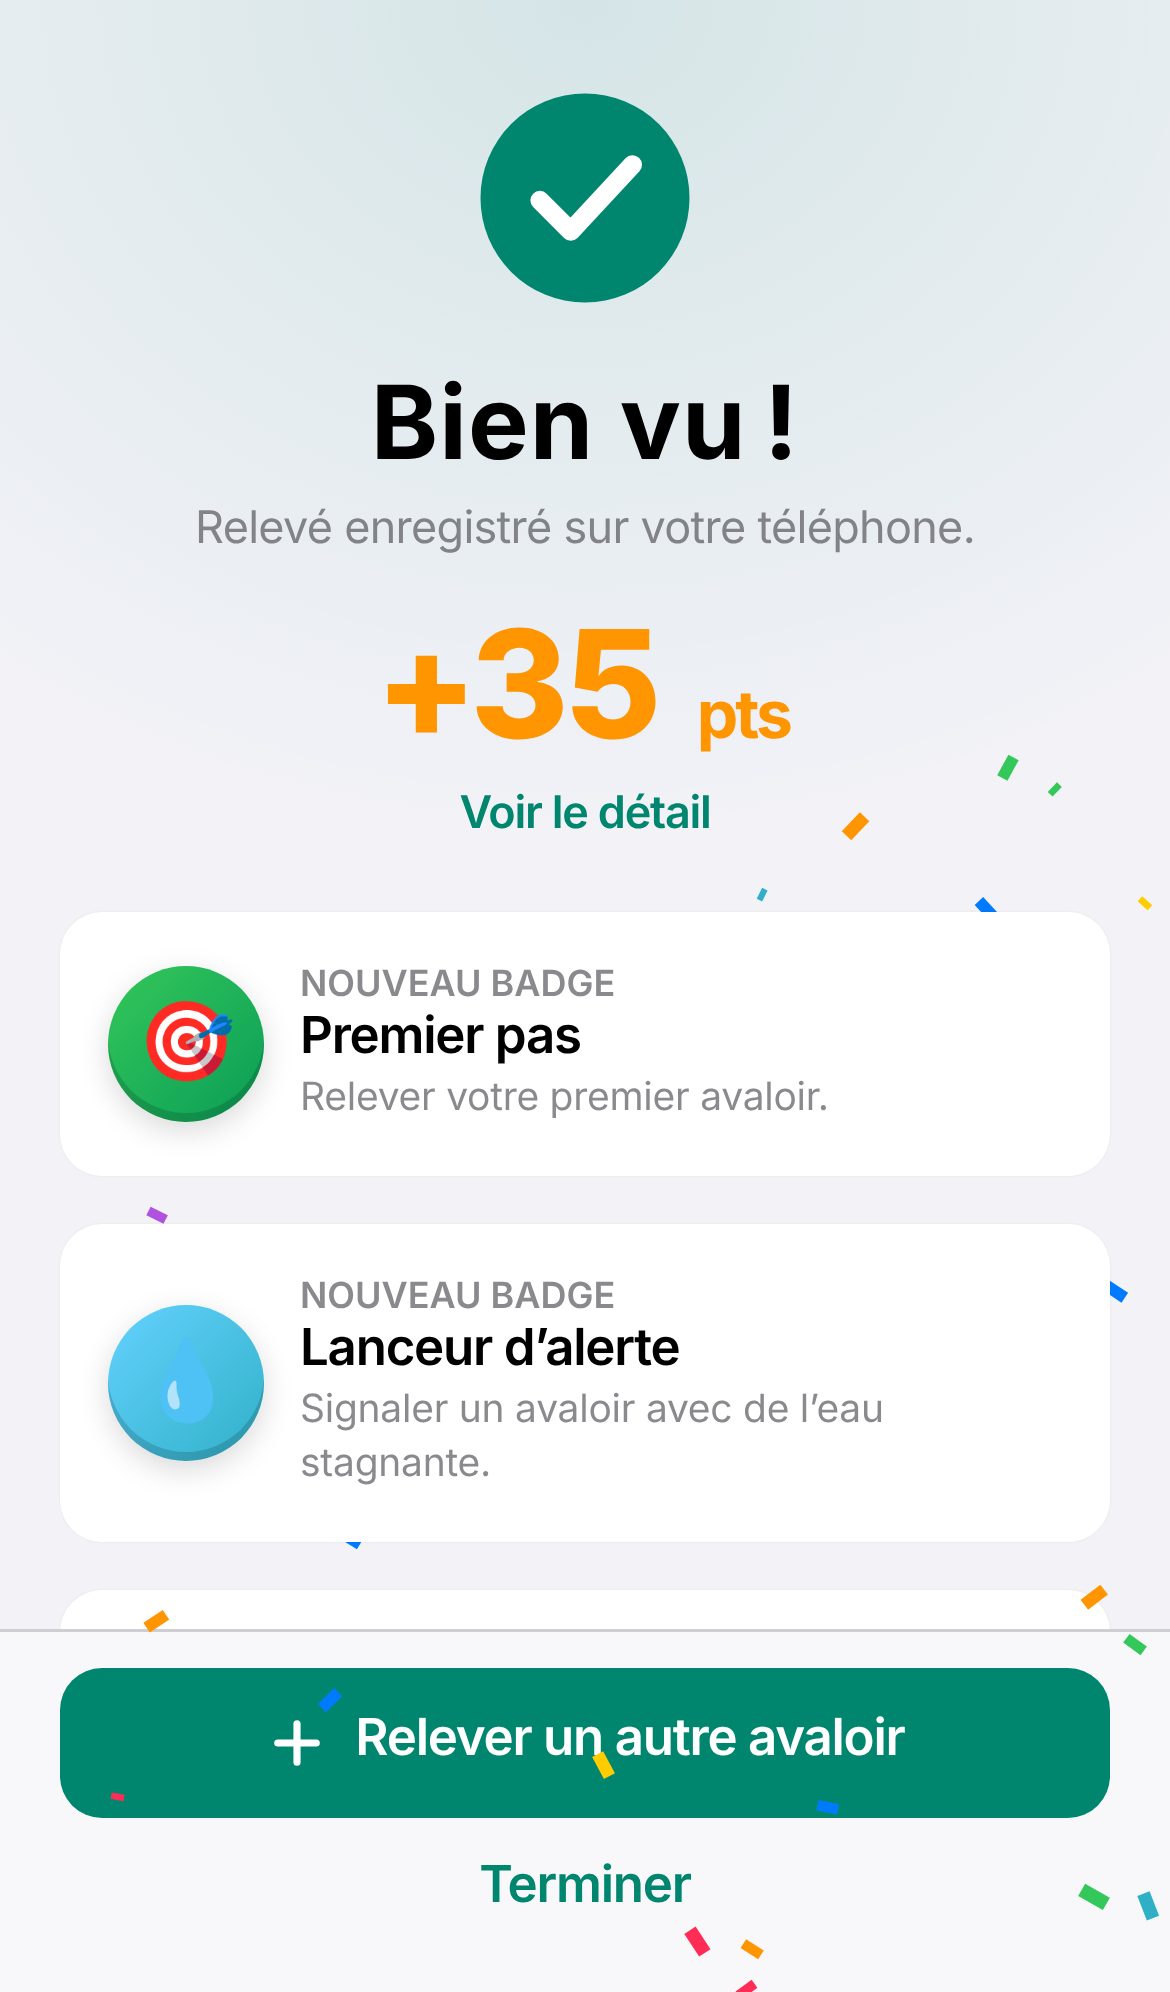 Bien vu !
Relevé enregistré sur votre téléphone.
+35 pts
Voir le détail
NOUVEAU BADGE
Premier pas
Relever votre premier avaloir.
NOUVEAU BADGE
Lanceur d’alerte
Signaler un avaloir avec de l’eau
stagnante.
+ Relever un autre avaloir
Terminer